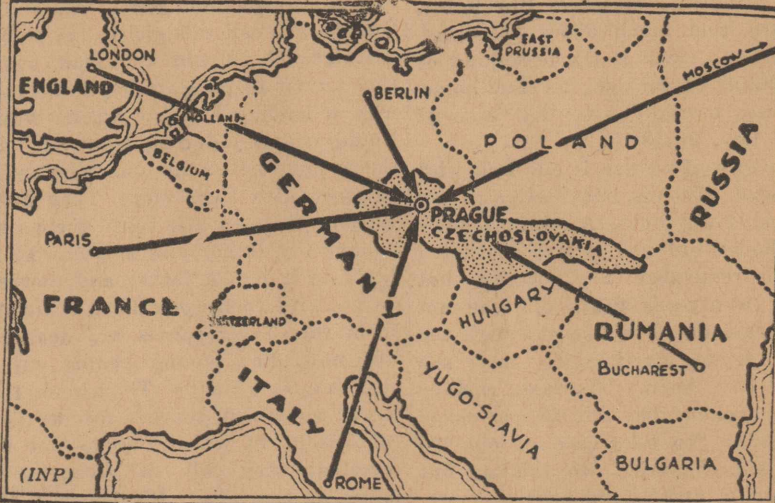 LONDON
EAST
PRUSSIA
MOSCOW
ENGLAND
BERLIN
HOLLAND
POLAND
BELGIUM
RUSSIA
GERMANY
PRAGUE
CZECHOSLOVAKIA
PARIS
FRANCE
SWITZERLAND
HUNGARY
RUMANIA
BUCHAREST
ITALY
YUGO-SLAVIA
BULGARIA
(INP)
ROME